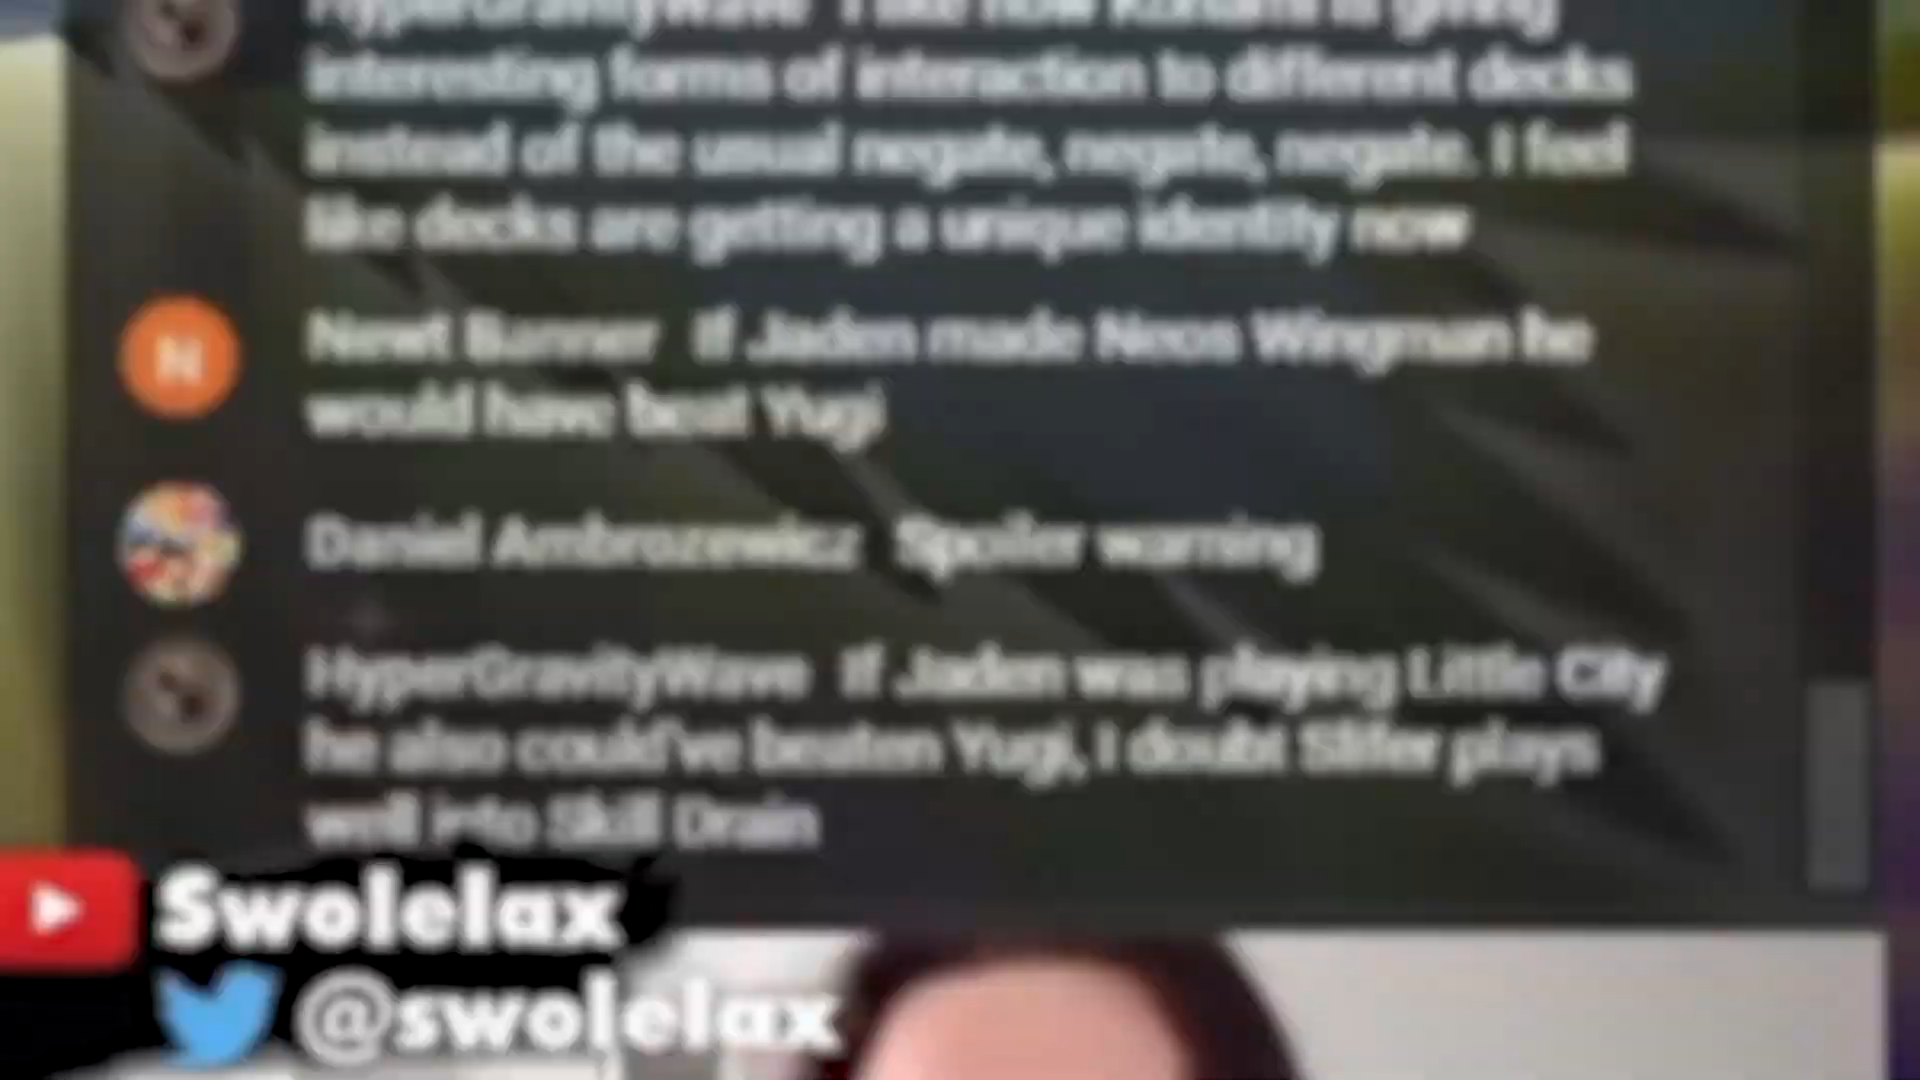 HyperGravityWave I like how Konami is giving
interesting forms of interaction to different decks
instead of the usual negate, negate, negate. I feel
like decks are getting a unique identity now
N
Newt Bunner If Jaden made Neos Wingman he
would have beat Yugi
Daniel Ambrozewicz Spoiler warning
HyperGravityWave If Jaden was playing Little City
he also could've beaten Yugi, I doubt Slifer plays
well into Skill Drain
Swolelax
@swolelax